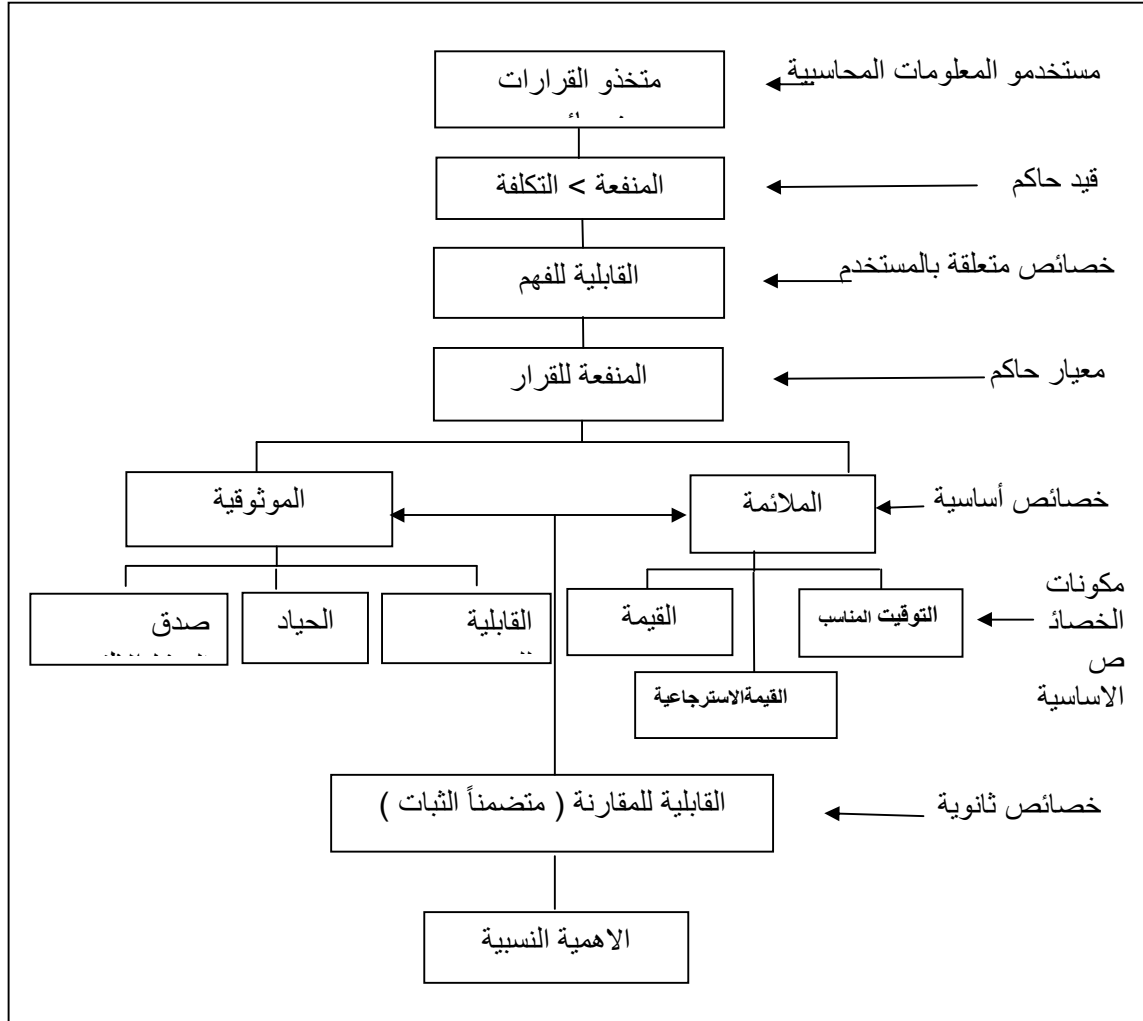 مستخدمو المعلومات المحاسبية
متخذو القرارات
قيد حاكم
المنفعة > التكلفة
خصائص متعلقة بالمستخدم
القابلية للفهم
معيار حاكم
المنفعة للقرار
خصائص أساسية
الملائمة
الموثوقية
مكونات
الخصائ
ص
الاساسية
التوقيت المناسب
القيمة
القيمةالاسترجاعية
القابلية
الحياد
صدق
خصائص ثانوية
القابلية للمقارنة ( متضمناً الثبات )
الاهمية النسبية